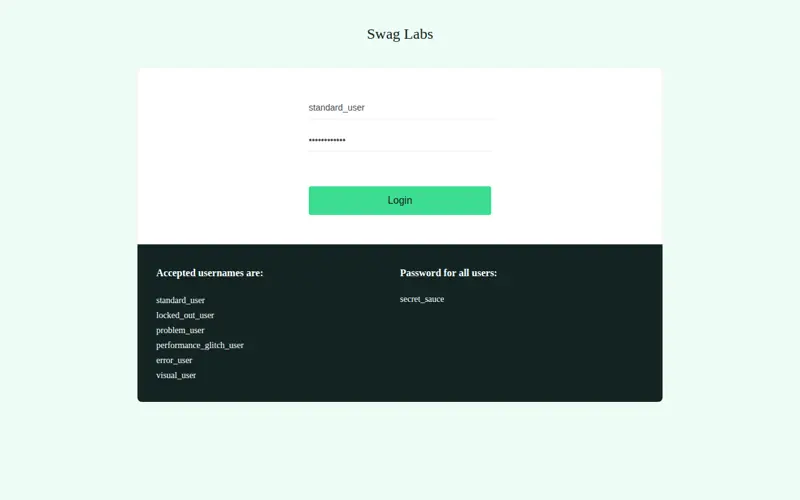 Swag Labs
standard_user
••••••••••••
Login
Accepted usernames are:
standard_user
locked_out_user
problem_user
performance_glitch_user
error_user
visual_user
Password for all users:
secret_sauce